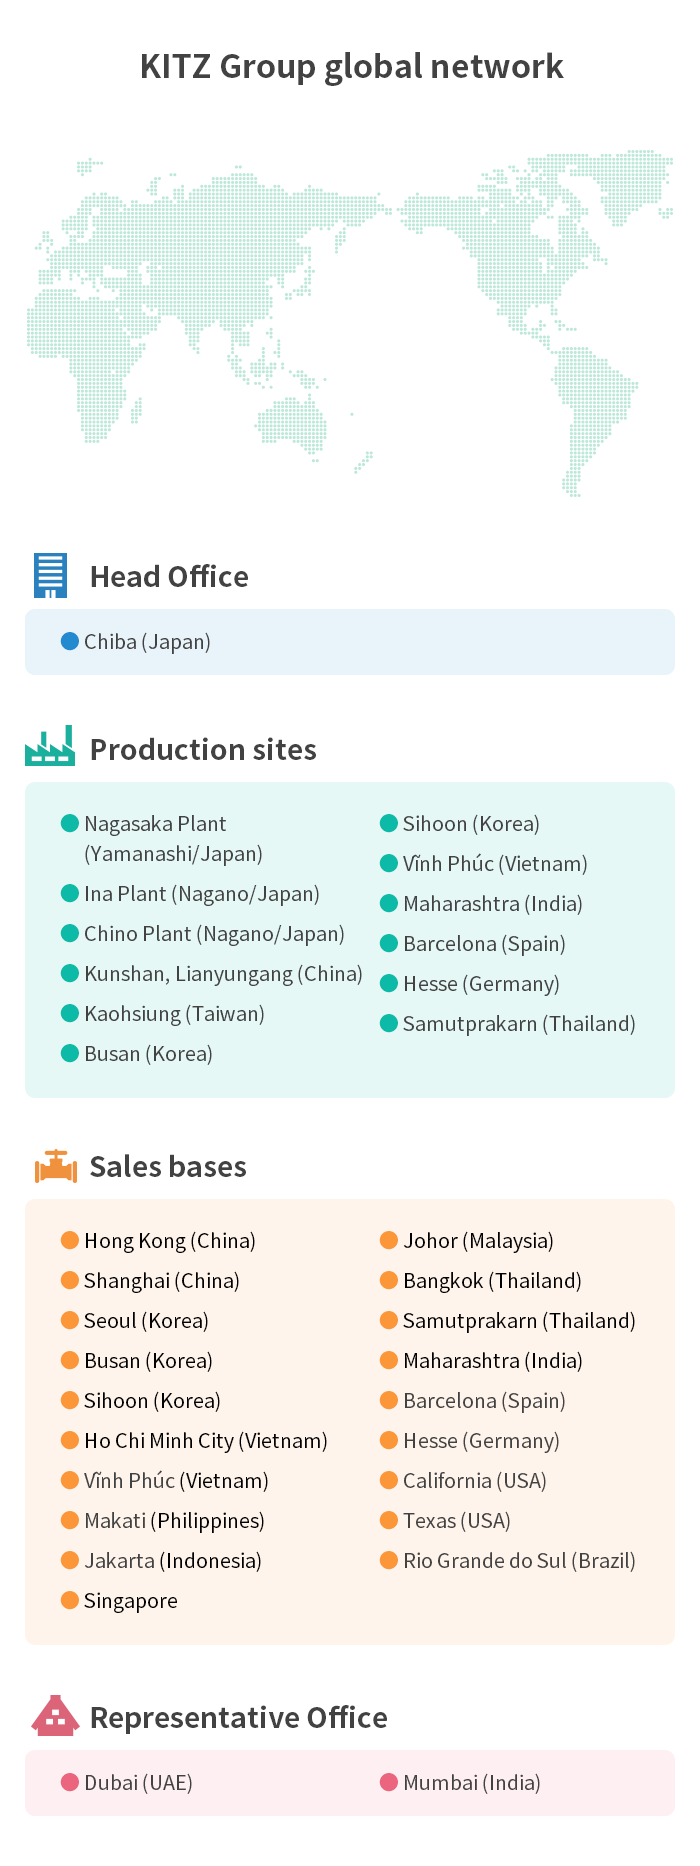 KITZ Group global network
Head Office
Chiba (Japan)
Production sites
Nagasaka Plant
(Yamanashi/Japan)
Ina Plant (Nagano/Japan)
Chino Plant (Nagano/Japan)
Kunshan, Lianyungang (China)
Kaohsiung (Taiwan)
Busan (Korea)
Sihoon (Korea)
Vĩnh Phúc (Vietnam)
Maharashtra (India)
Barcelona (Spain)
Hesse (Germany)
Samutprakarn (Thailand)
Sales bases
Hong Kong (China)
Shanghai (China)
Seoul (Korea)
Busan (Korea)
Sihoon (Korea)
Ho Chi Minh City (Vietnam)
Vĩnh Phúc (Vietnam)
Makati (Philippines)
Jakarta (Indonesia)
Singapore
Johor (Malaysia)
Bangkok (Thailand)
Samutprakarn (Thailand)
Maharashtra (India)
Barcelona (Spain)
Hesse (Germany)
California (USA)
Texas (USA)
Rio Grande do Sul (Brazil)
Representative Office
Dubai (UAE)
Mumbai (India)